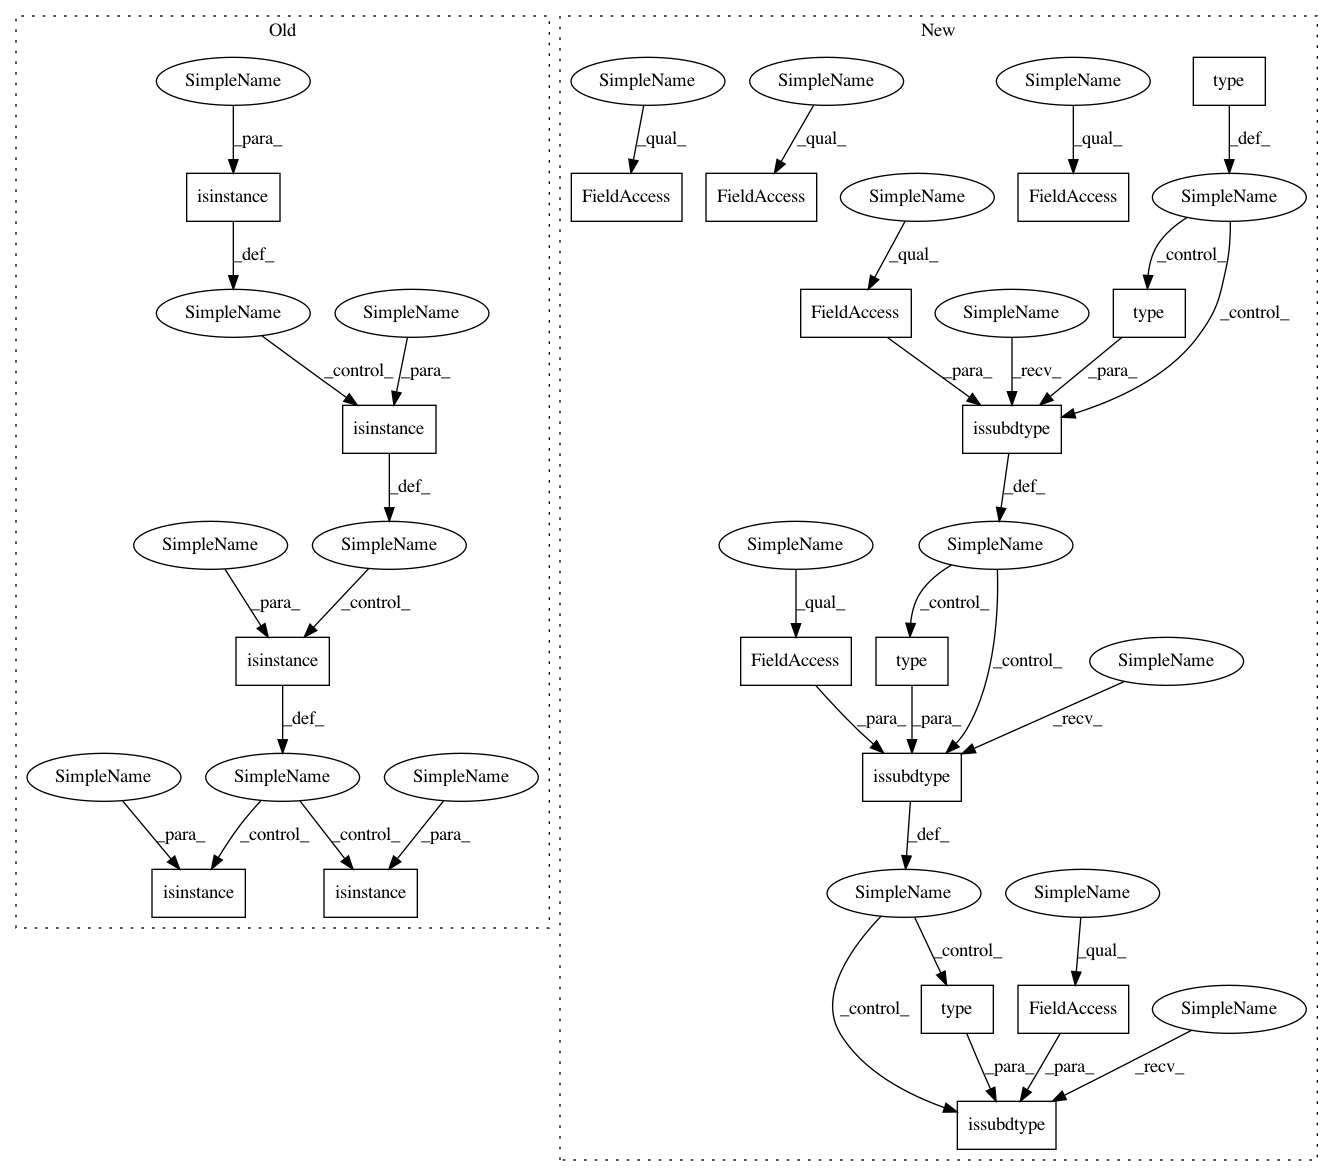 Old
New
SimpleName
SimpleName
SimpleName
SimpleName
type
_para_
_qual_
_qual_
_qual_
_def_
isinstance
FieldAccess
FieldAccess
SimpleName
FieldAccess
SimpleName
_def_
_qual_
_control_
SimpleName
SimpleName
FieldAccess
SimpleName
type
_control_
_control_
_para_
_para_
_recv_
_para_
isinstance
issubdtype
_def_
_def_
SimpleName
SimpleName
SimpleName
SimpleName
_para_
_control_
_qual_
_control_
isinstance
FieldAccess
type
_control_
SimpleName
_def_
_para_
_para_
_recv_
SimpleName
SimpleName
SimpleName
issubdtype
_para_
_control_
_control_
_para_
_def_
isinstance
isinstance
SimpleName
SimpleName
_control_
_qual_
_control_
type
FieldAccess
SimpleName
_para_
_para_
_recv_
issubdtype